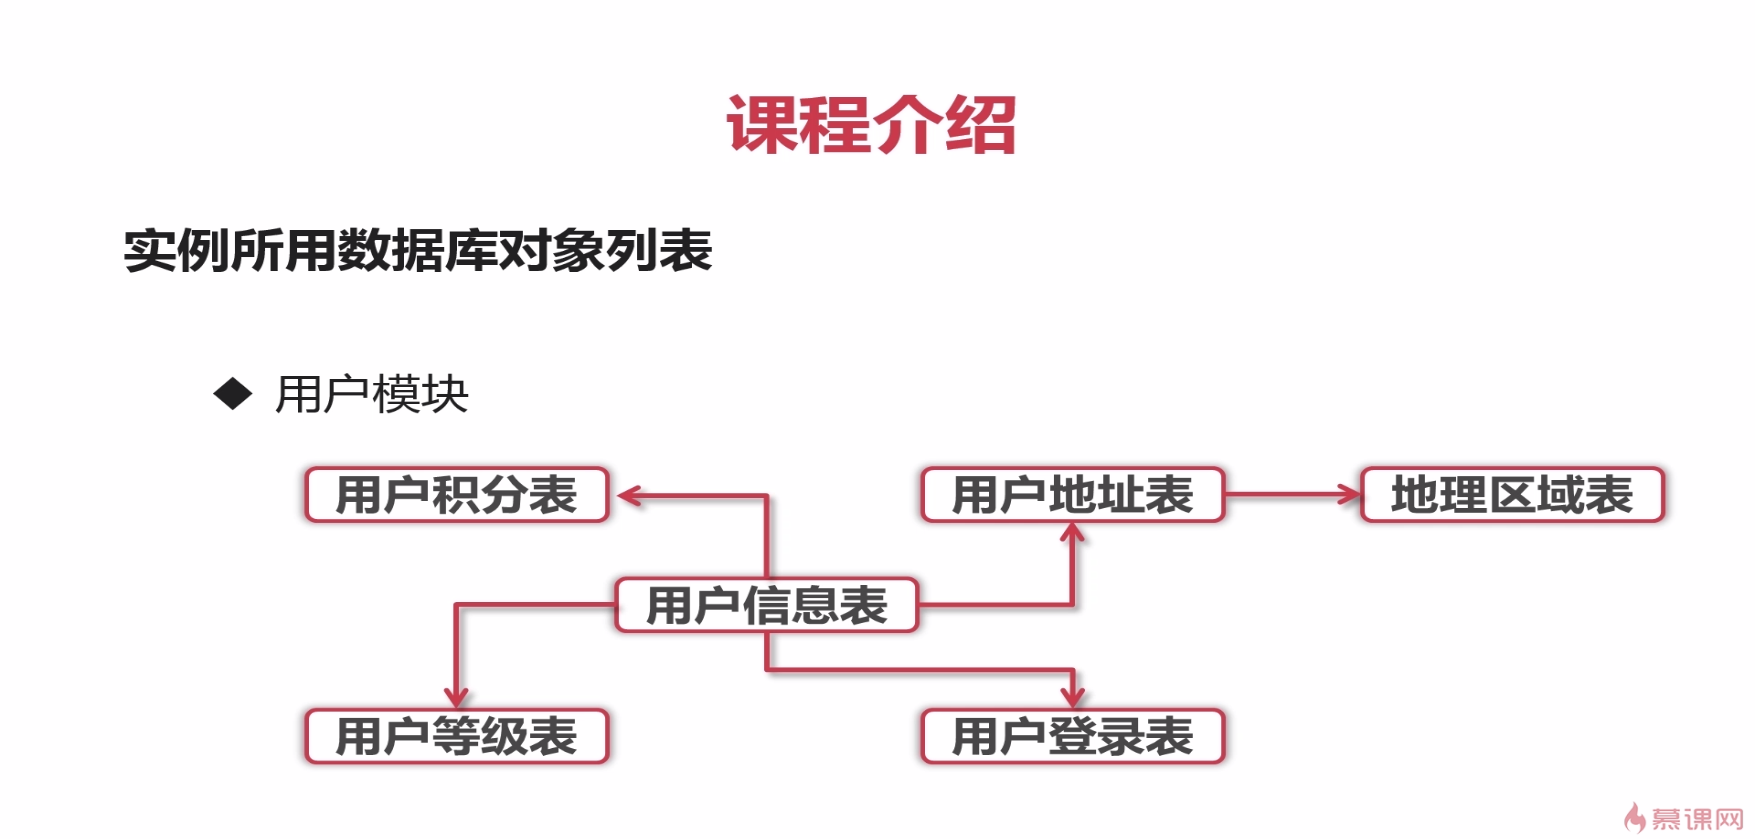 课程介绍
实例所用数据库对象列表
◆ 用户模块
用户积分表
用户地址表
地理区域表
用户信息表
用户等级表
用户登录表
慕课网